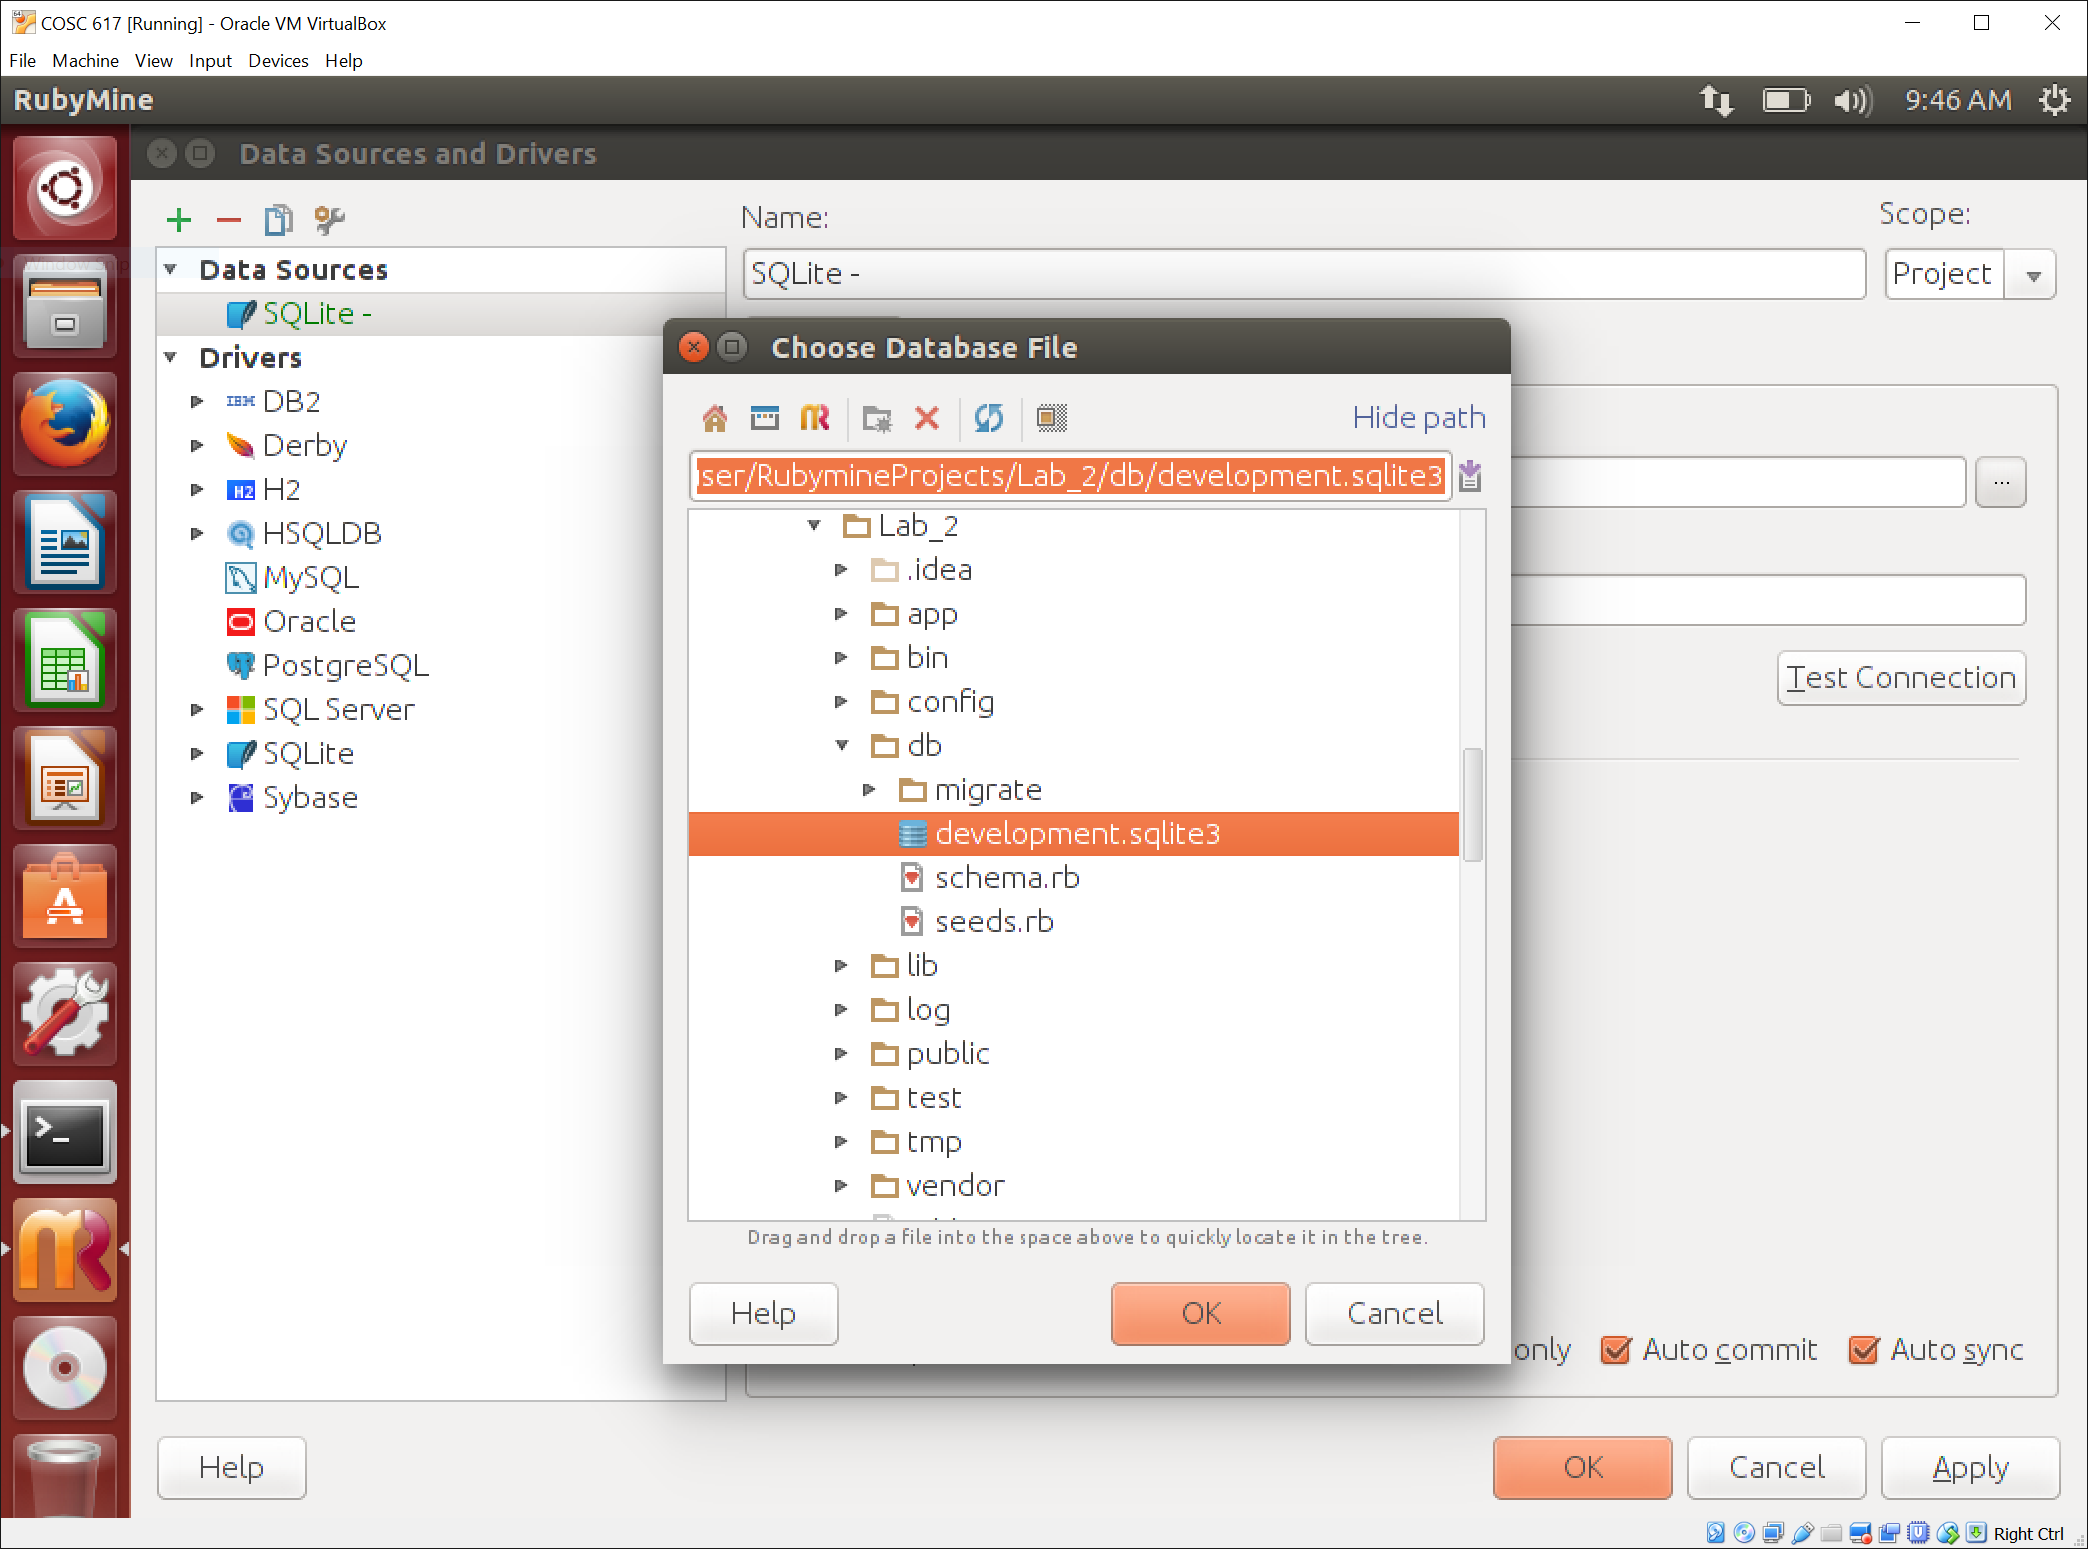 COSC 617 [Running] - Oracle VM VirtualBox
File Machine View Input Devices Help
RubyMine
9:46 AM
Data Sources and Drivers
Name:
Scope:
SQLite -
Project
Data Sources
SQLite -
Drivers
IBM DB2
Derby
H2 H2
HSQLDB
MySQL
Oracle
PostgreSQL
SQL Server
SQLite
Sybase
Choose Database File
Hide path
ser/RubymineProjects/Lab_2/db/development.sqlite3
...
Lab_2
.idea
app
bin
config
db
migrate
development.sqlite3
schema.rb
seeds.rb
lib
log
public
test
tmp
vendor
Drag and drop a file into the space above to quickly locate it in the tree.
Help
OK
Cancel
Test Connection
only
Auto commit
Auto sync
Help
OK
Cancel
Apply
Right Ctrl